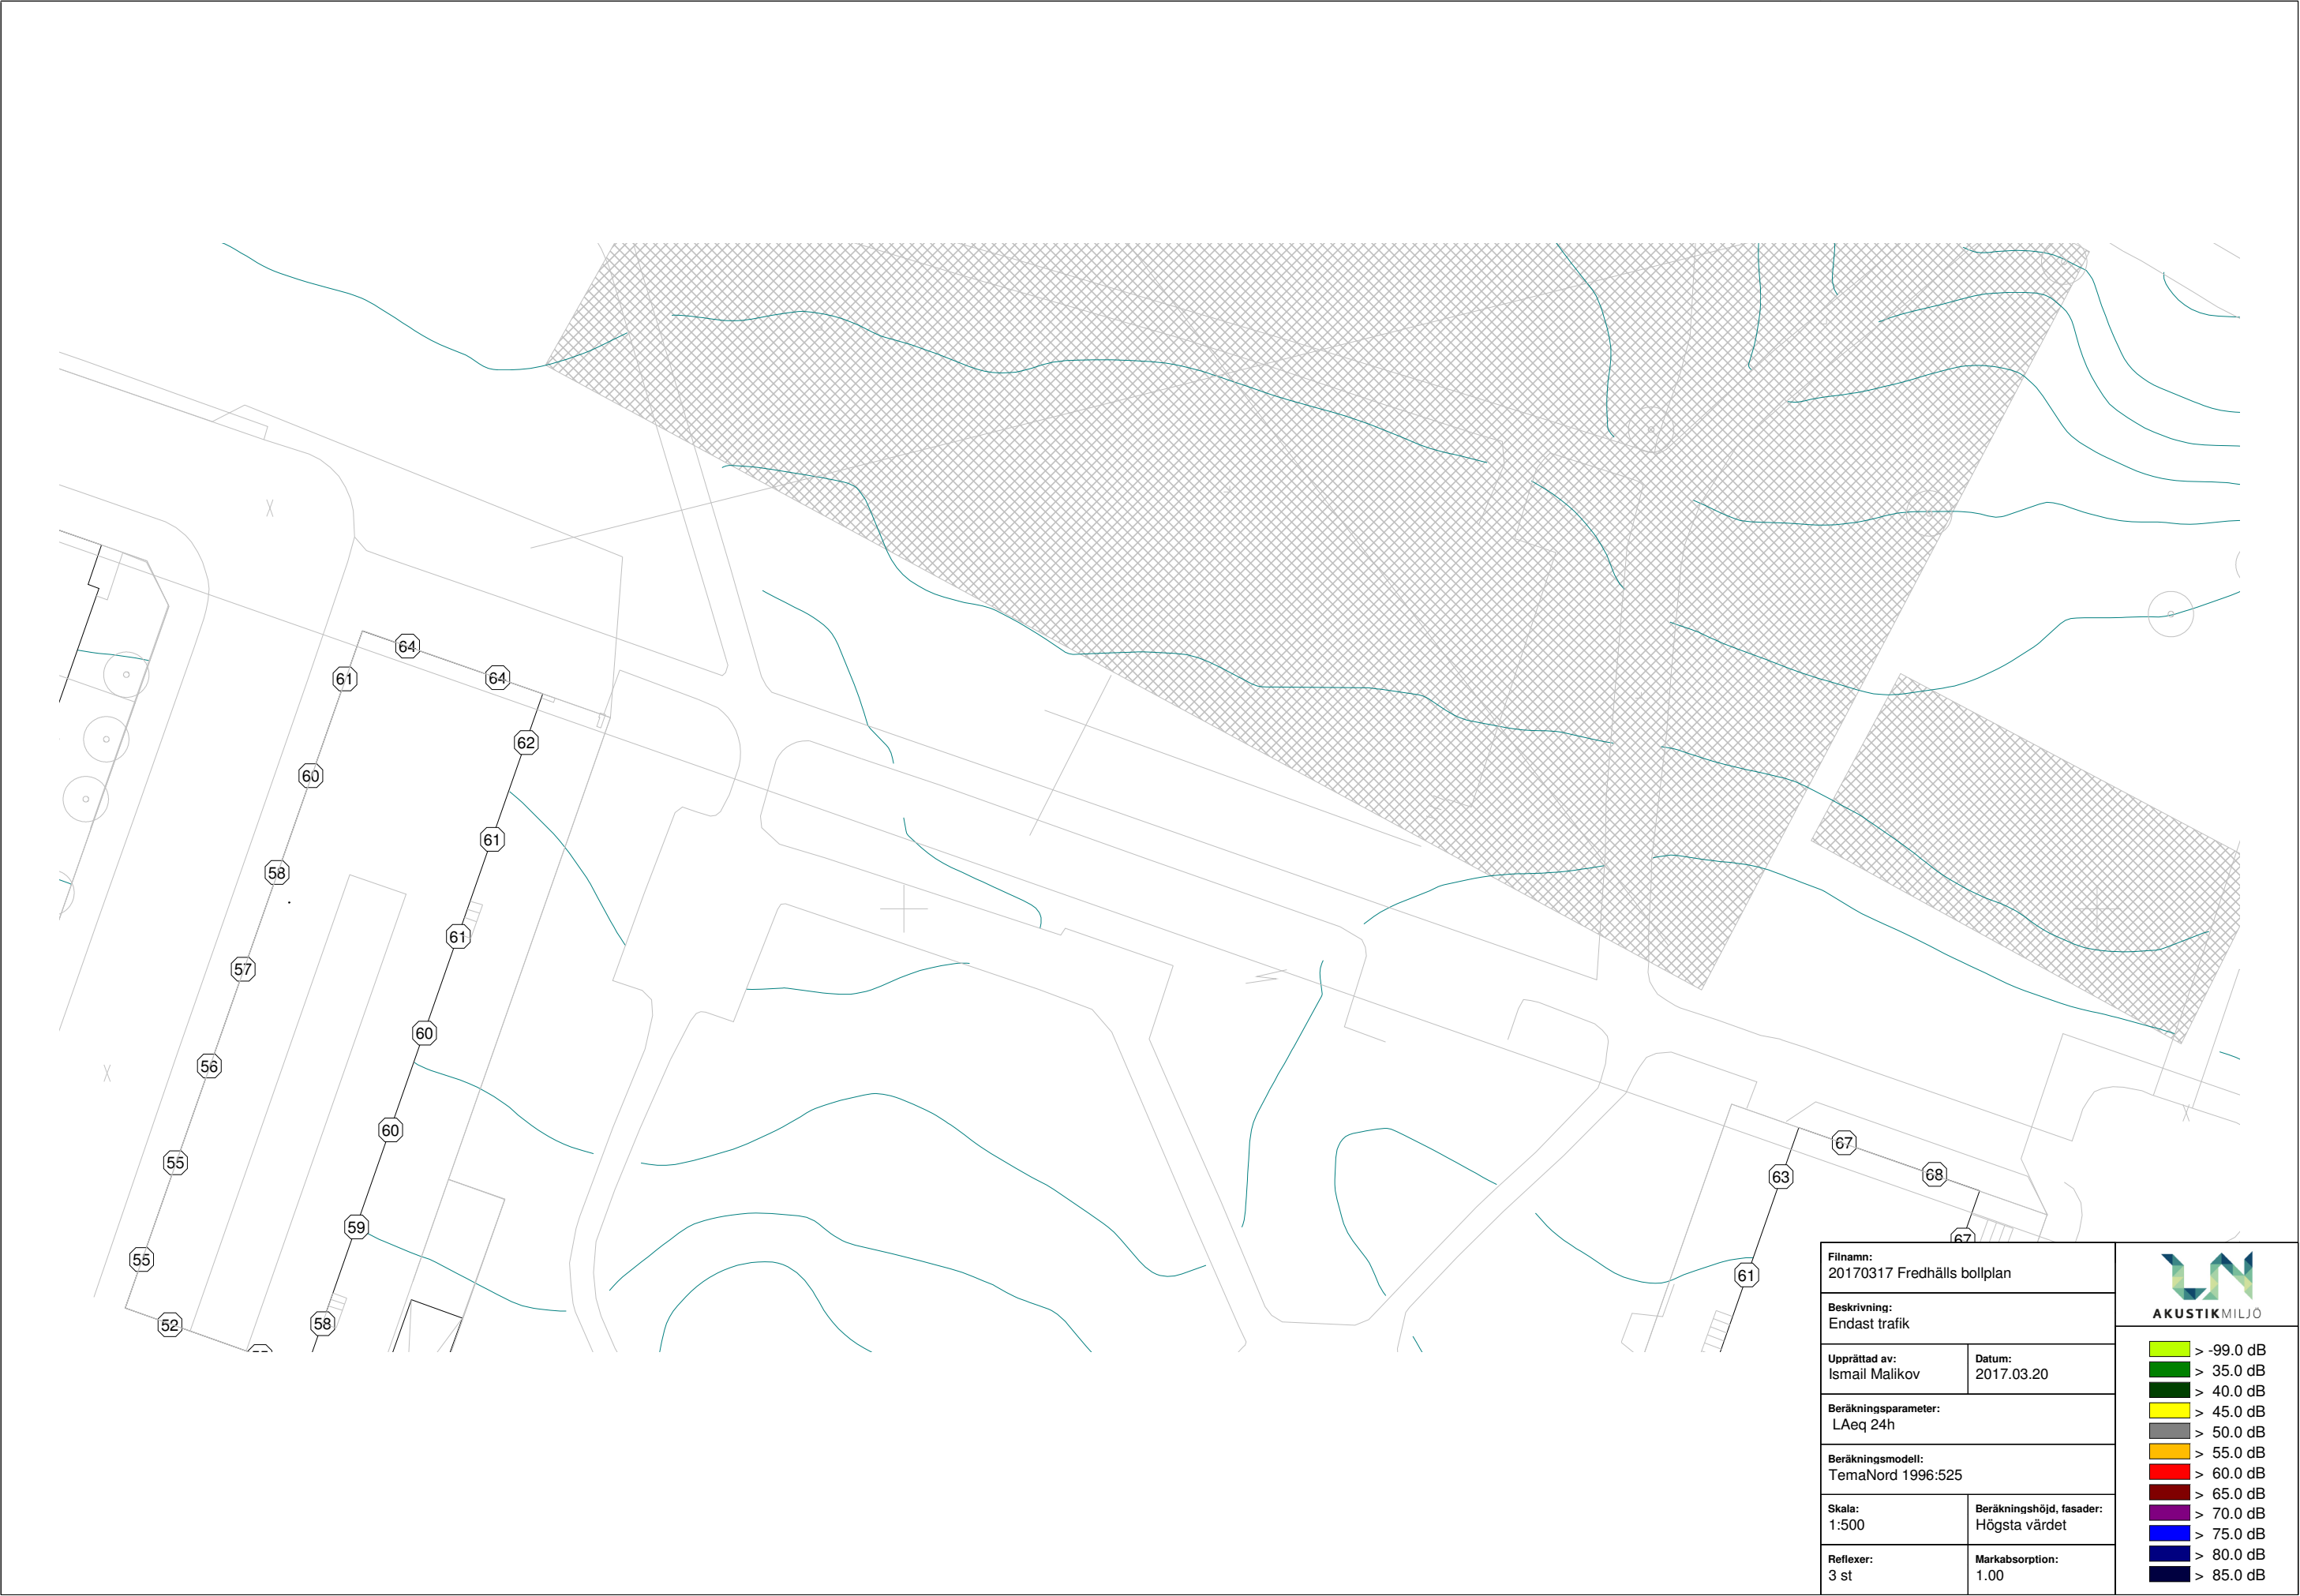 64
64
61
62
60
61
58
61
57
60
56
60
55
59
55
58
52
67
68
63
67
61
Filnamn:
20170317 Fredhälls bollplan
Beskrivning:
Endast trafik
Upprättad av:
Ismail Malikov
Datum:
2017.03.20
Beräkningsparameter:
LAeq 24h
Beräkningsmodell:
TemaNord 1996:525
Skala:
1:500
Beräkningshöjd, fasader:
Högsta värdet
Reflexer:
3 st
Markabsorption:
1.00
AKUSTIKMILJÖ
> -99.0 dB
> 35.0 dB
> 40.0 dB
> 45.0 dB
> 50.0 dB
> 55.0 dB
> 60.0 dB
> 65.0 dB
> 70.0 dB
> 75.0 dB
> 80.0 dB
> 85.0 dB